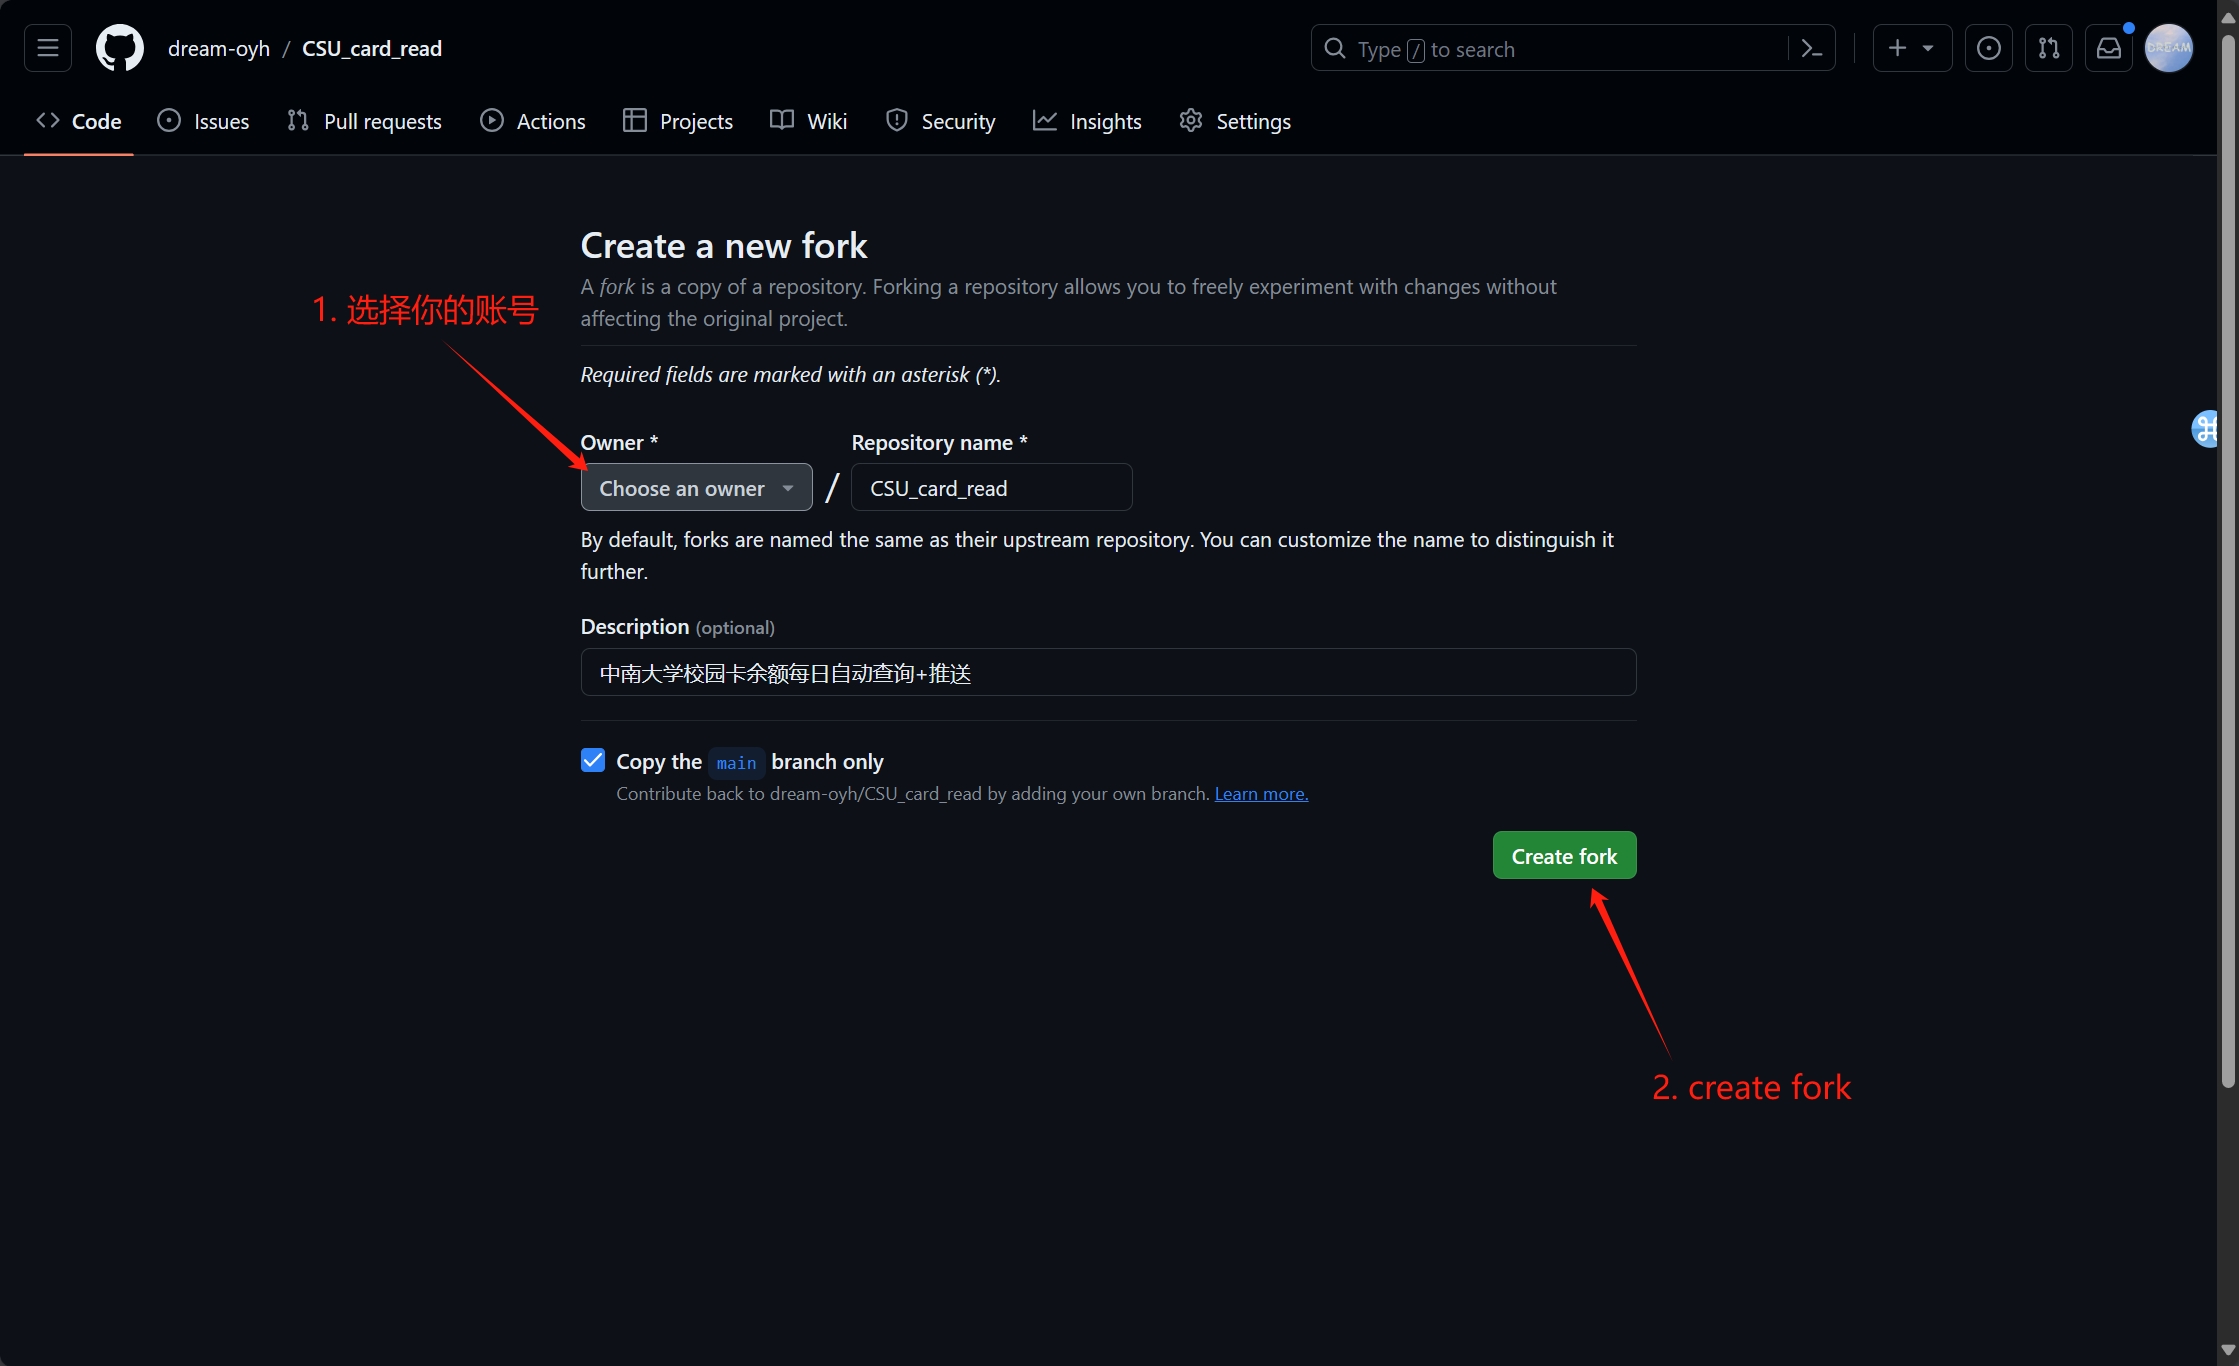 dream-oyh / CSU_card_read
Type / to search
DREAM
Code
Issues
Pull requests
Actions
Projects
Wiki
Security
Insights
Settings
Create a new fork
A fork is a copy of a repository. Forking a repository allows you to freely experiment with changes without
affecting the original project.
1. 选择你的账号
Required fields are marked with an asterisk (*).
Owner *
Repository name *
Choose an owner
/
CSU_card_read
By default, forks are named the same as their upstream repository. You can customize the name to distinguish it
further.
Description (optional)
中南大学校园卡余额每日自动查询+推送
Copy the main branch only
Contribute back to dream-oyh/CSU_card_read by adding your own branch. Learn more.
Create fork
2. create fork